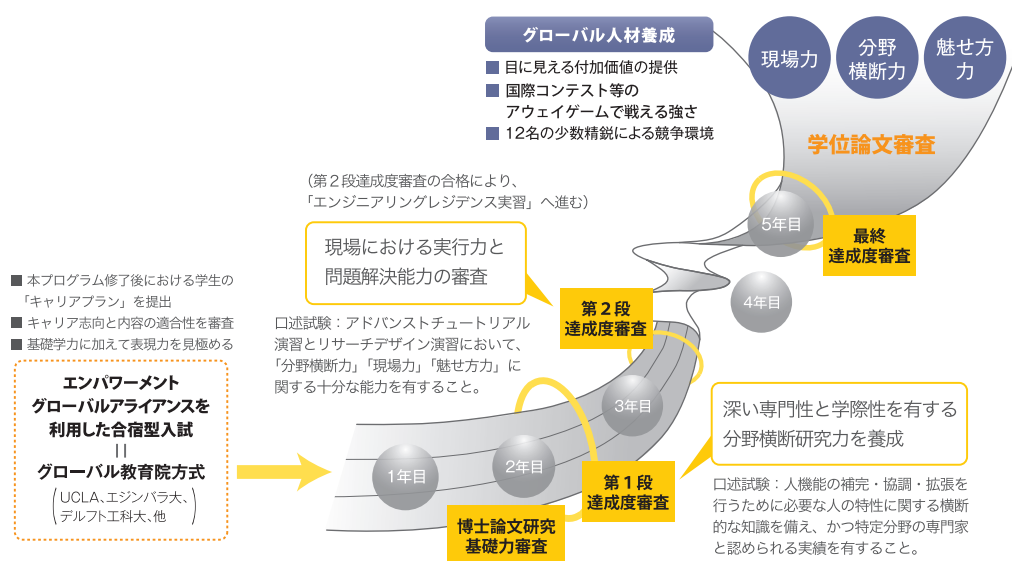 グローバル人材養成
■ 目に見える付加価値の提供
■ 国際コンテスト等の
アウェイゲームで戦える強さ
■ 12名の少数精鋭による競争環境
現場力
分野
横断力
魅せ方
力
学位論文審査
(第2段達成度審査の合格により、
「エンジニアリングレジデンス実習」へ進む)
現場における実行力と
問題解決能力の審査
5年目
最終
達成度審査
4年目
第2段
達成度審査
口述試験：アドバンストチュートリアル
演習とリサーチデザイン演習において、
「分野横断力」「現場力」「魅せ方力」に
関する十分な能力を有すること。
■ 本プログラム修了後における学生の
「キャリアプラン」を提出
■ キャリア志向と内容の適合性を審査
■ 基礎学力に加えて表現力を見極める
エンパワーメント
グローバルアライアンスを
利用した合宿型入試
=
グローバル教育院方式
(UCLA、エジンバラ大、
デルフト工科大、他)
1年目
2年目
3年目
深い専門性と学際性を有する
分野横断研究力を養成
第1段
達成度審査
博士論文研究
基礎力審査
口述試験：人機能の補完・協調・拡張を
行うために必要な人の特性に関する横断
的な知識を備え、かつ特定分野の専門家
と認められる実績を有すること。